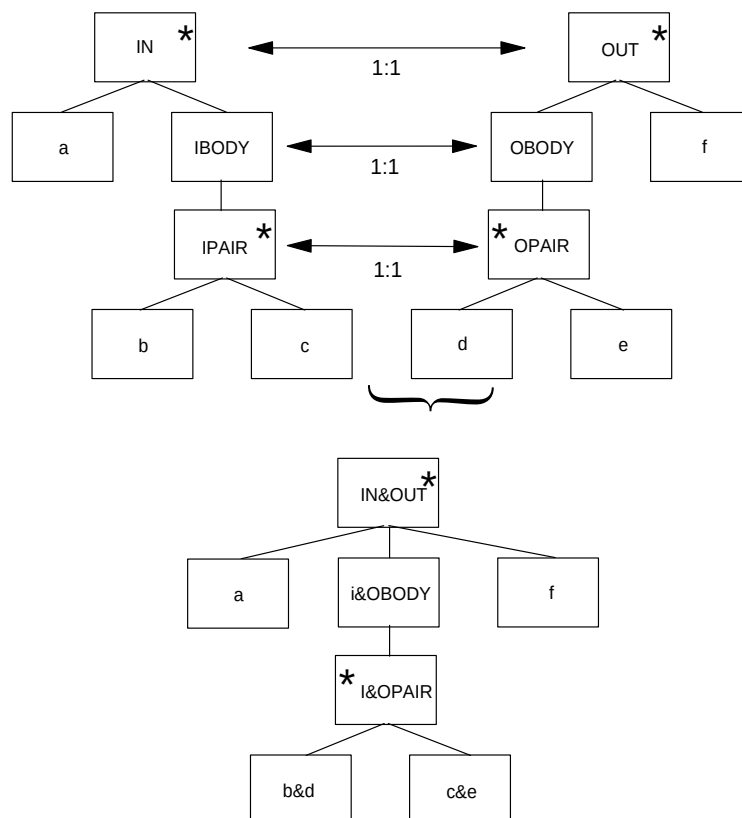 IN * OUT *
1:1
a IBODY OBODY f
1:1
IPAIR * * OPAIR
1:1
b c d e
IN&OUT *
a i&OBODY f
* I&OPAIR
b&d c&e